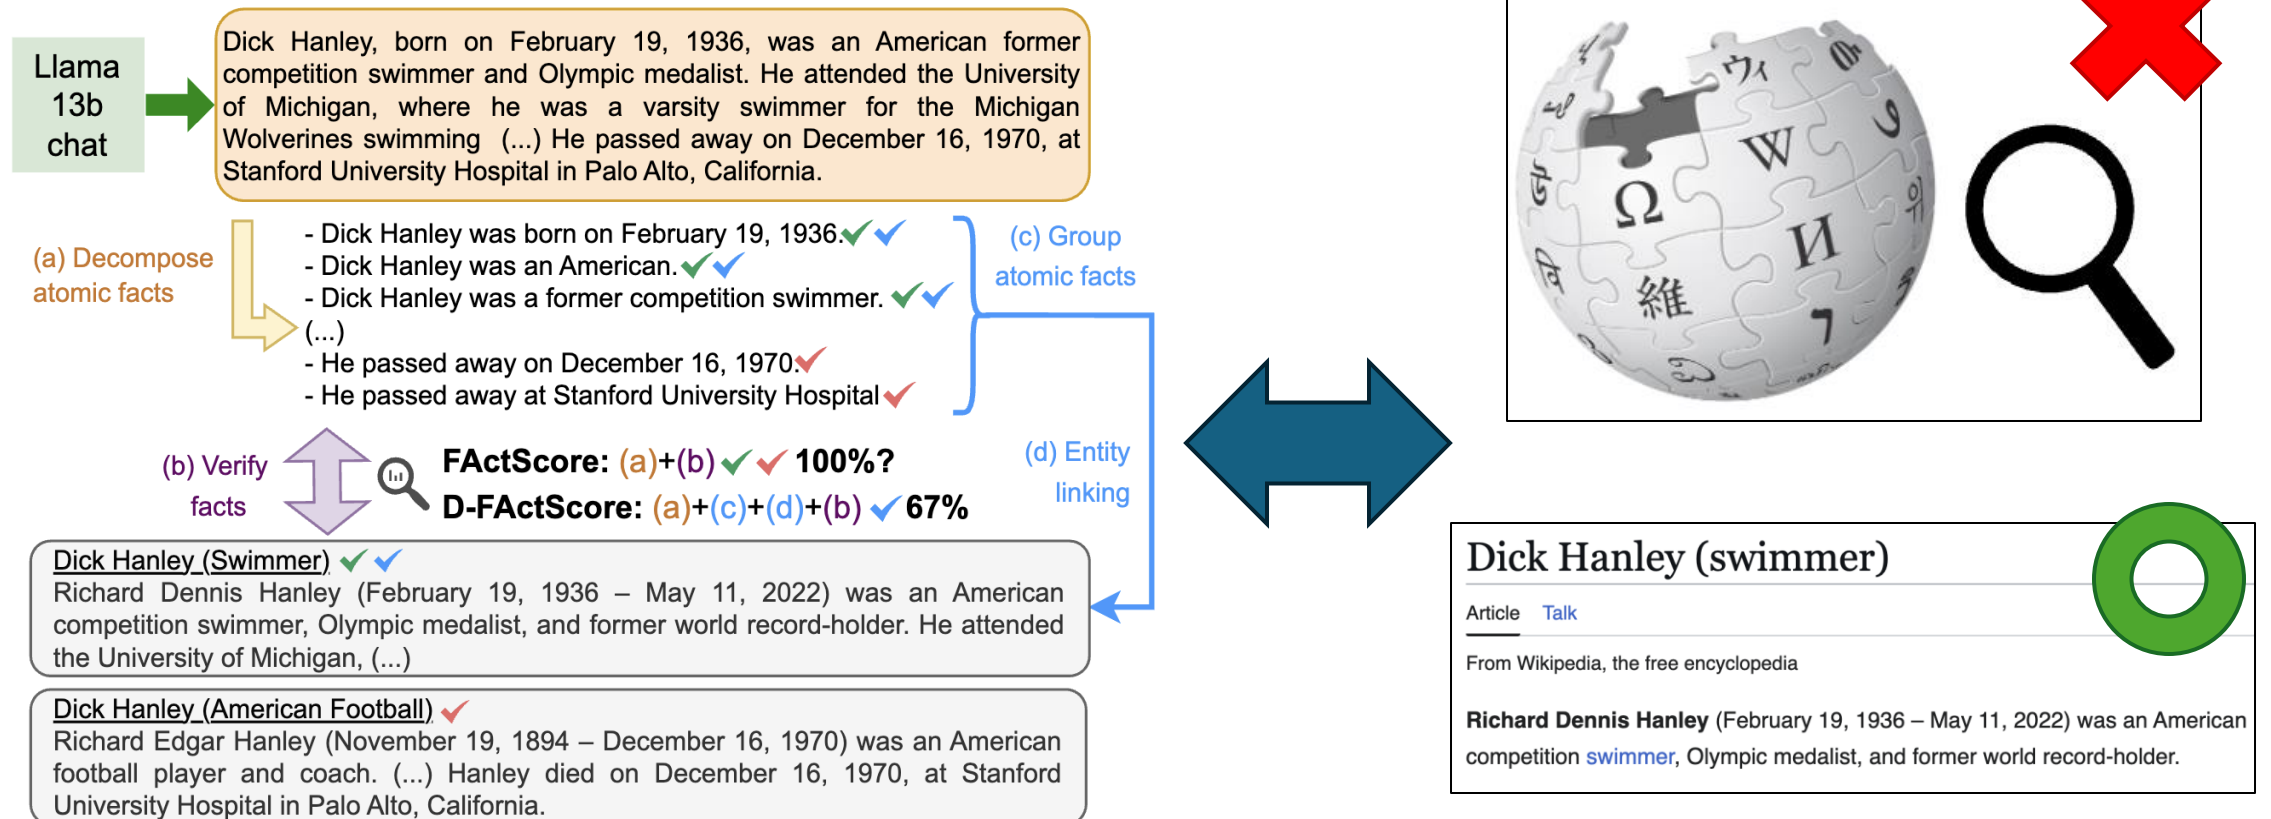 Llama
13b
chat
Dick Hanley, born on February 19, 1936, was an American former
competition swimmer and Olympic medalist. He attended the University
of Michigan, where he was a varsity swimmer for the Michigan
Wolverines swimming (...) He passed away on December 16, 1970, at
Stanford University Hospital in Palo Alto, California.
(a) Decompose
atomic facts
- Dick Hanley was born on February 19, 1936.
- Dick Hanley was an American.
- Dick Hanley was a former competition swimmer.
(...)
- He passed away on December 16, 1970.
- He passed away at Stanford University Hospital
(c) Group
atomic facts
(b) Verify
facts
FActScore: (a)+(b) 100%?
D-FActScore: (a)+(c)+(d)+(b) 67%
(d) Entity
linking
Dick Hanley (Swimmer)
Richard Dennis Hanley (February 19, 1936 – May 11, 2022) was an American
competition swimmer, Olympic medalist, and former world record-holder. He attended
the University of Michigan, (...)
Dick Hanley (American Football)
Richard Edgar Hanley (November 19, 1894 – December 16, 1970) was an American
football player and coach. (...) Hanley died on December 16, 1970, at Stanford
University Hospital in Palo Alto, California.
ウィ
W
Ω
И
維
위
Dick Hanley (swimmer)
Article Talk
From Wikipedia, the free encyclopedia
Richard Dennis Hanley (February 19, 1936 – May 11, 2022) was an American
competition swimmer, Olympic medalist, and former world record-holder.